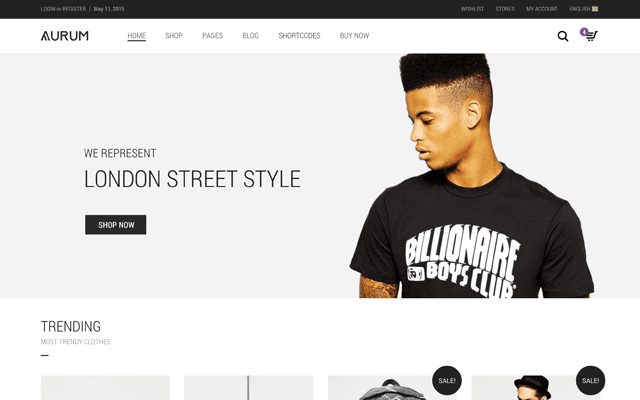 LOGIN or REGISTER | May 11, 2015
WISHLIST | STORES | MY ACCOUNT | ENGLISH
AURUM
HOME SHOP PAGES BLOG SHORTCODES BUY NOW
4
WE REPRESENT
LONDON STREET STYLE
SHOP NOW
BILLIONAIRE
BOYS CLUB
TRENDING
MOST TRENDY CLOTHES
SALE! SALE!